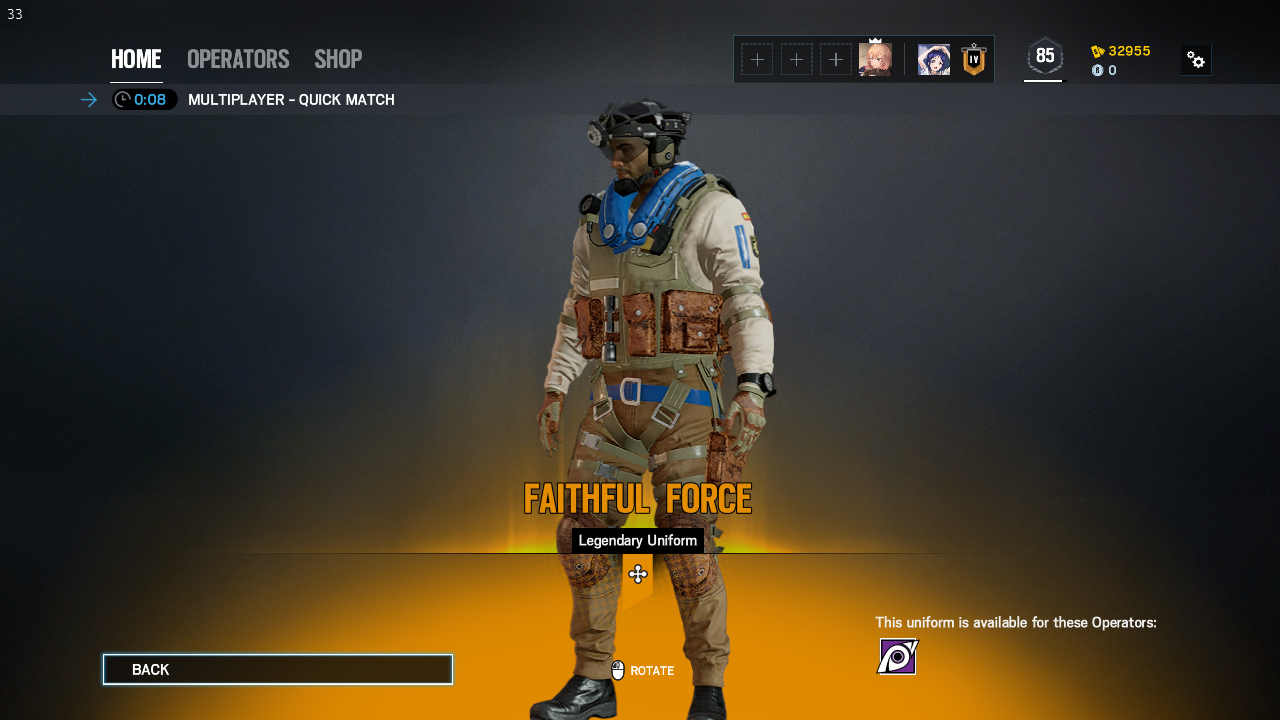 33
HOME OPERATORS SHOP
IV
85
32955
0
0:08 MULTIPLAYER - QUICK MATCH
FAITHFUL FORCE
Legendary Uniform
This uniform is available for these Operators:
BACK
ROTATE